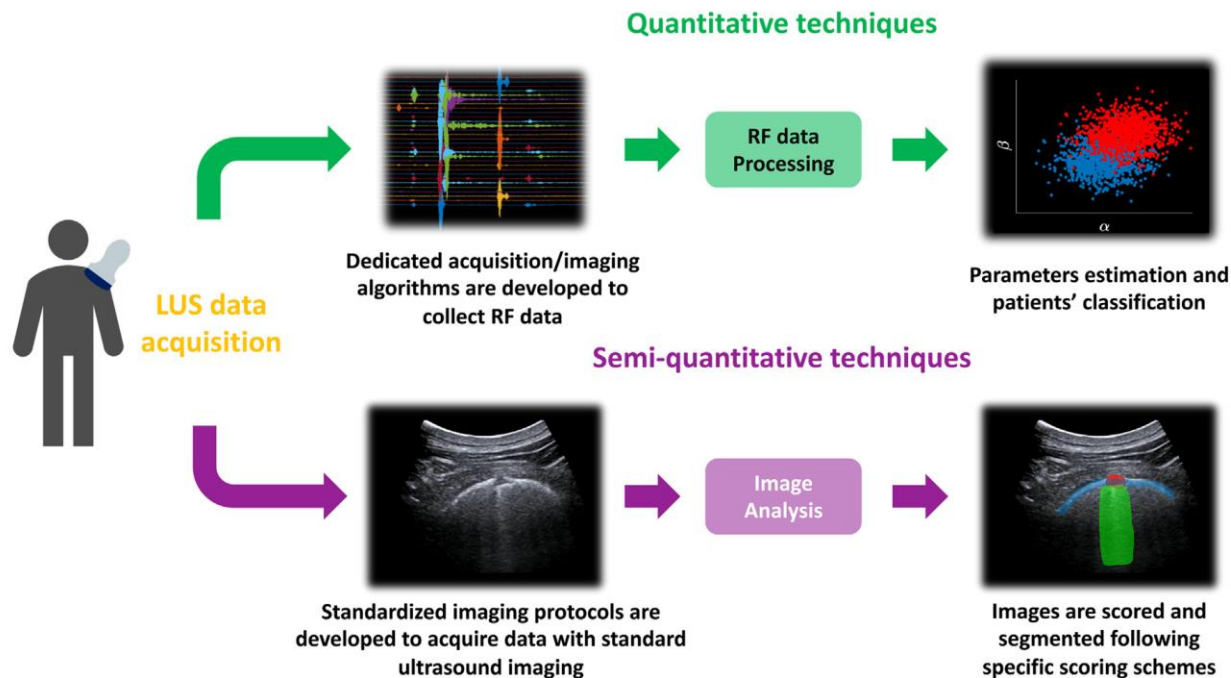 Quantitative techniques
RF data
Processing
β
α
Dedicated acquisition/imaging
algorithms are developed to
collect RF data
Parameters estimation and
patients’ classification
LUS data
acquisition
Semi-quantitative techniques
Image
Analysis
Standardized imaging protocols are
developed to acquire data with standard
ultrasound imaging
Images are scored and
segmented following
specific scoring schemes